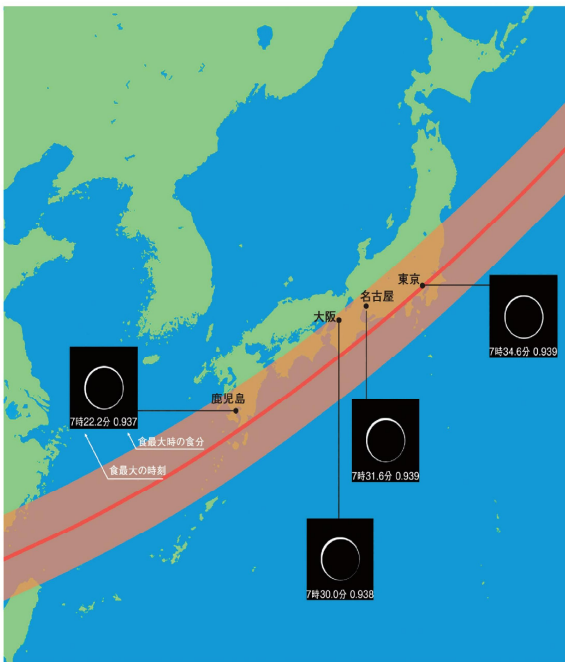 東京
名古屋
大阪
7時34.6分 0.939
鹿児島
7時22.2分 0.937
食最大時の食分
食最大の時刻
7時31.6分 0.939
7時30.0分 0.938